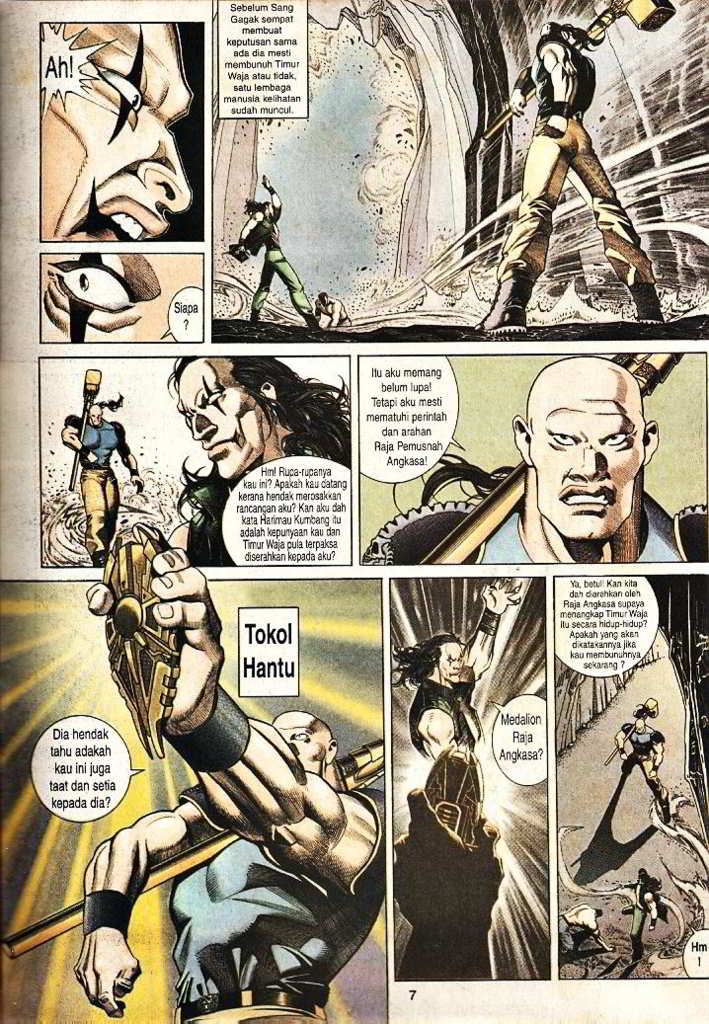 Ah!
Sebelum Sang
Gagak sempat
membuat
keputusan sama
ada dia mesti
membunuh Timur
Waja atau tidak,
satu lembaga
manusia kelihatan
sudah muncul.
Siapa
?
Hm! Rupa-rupanya
kau ini? Apakah kau datang
kerana hendak merosakkan
rancangan aku? Kan aku dah
kata Harimau Kumbang itu
adalah kepunyaan kau dan
Timur Waja pula terpaksa
diserahkan kepada aku?
Itu aku memang
belum lupa!
Tetapi aku mesti
mematuhi perintah
dan arahan
Raja Pemusnah
Angkasa!
Tokol
Hantu
Dia hendak
tahu adakah
kau ini juga
taat dan setia
kepada dia?
Medalion
Raja
Angkasa?
Ya, betul! Kan kita
dah diarahkan oleh
Raja Angkasa supaya
menangkap Timur Waja
itu secara hidup-hidup?
Apakah yang akan
dikatakannya jika
kau membunuhnya
sekarang ?
Hm
!
7